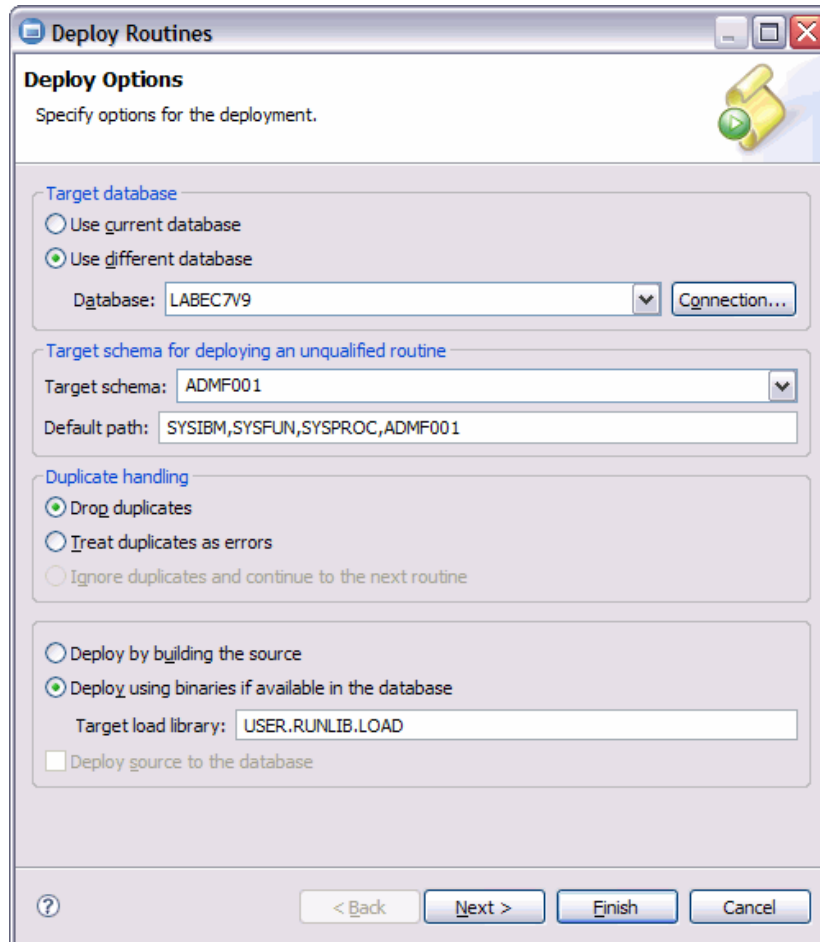 Deploy Routines
Deploy Options
Specify options for the deployment.
Target database
Use current database
Use different database
Database: LABEC7V9 Connection...
Target schema for deploying an unqualified routine
Target schema: ADMF001
Default path: SYSIBM,SYSFUN,SYSPROC,ADMF001
Duplicate handling
Drop duplicates
Treat duplicates as errors
Ignore duplicates and continue to the next routine
Deploy by building the source
Deploy using binaries if available in the database
Target load library: USER.RUNLIB.LOAD
Deploy source to the database
? < Back Next > Finish Cancel